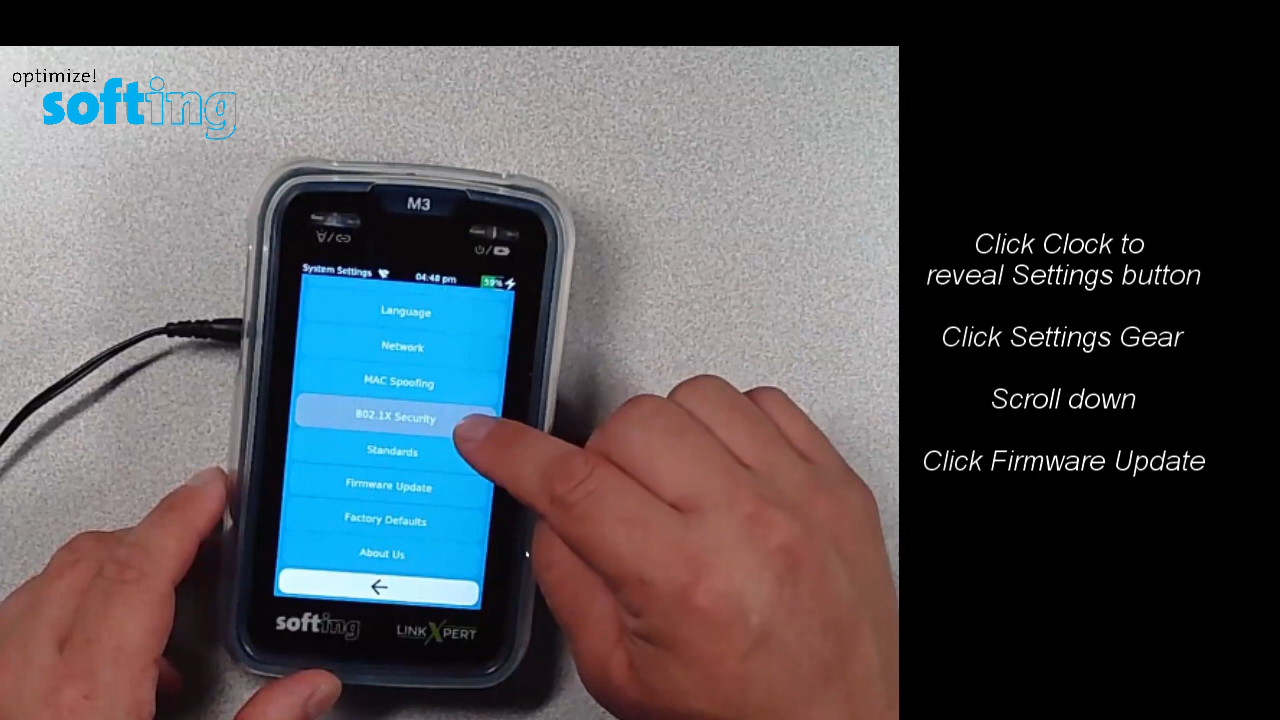 optimize!
softing
M3
System Settings 04:48 pm 59%
Language
Network
MAC Spoofing
802.1X Security
Standards
Firmware Update
Factory Defaults
About Us
softing LINKXPERT
Click Clock to
reveal Settings button
Click Settings Gear
Scroll down
Click Firmware Update